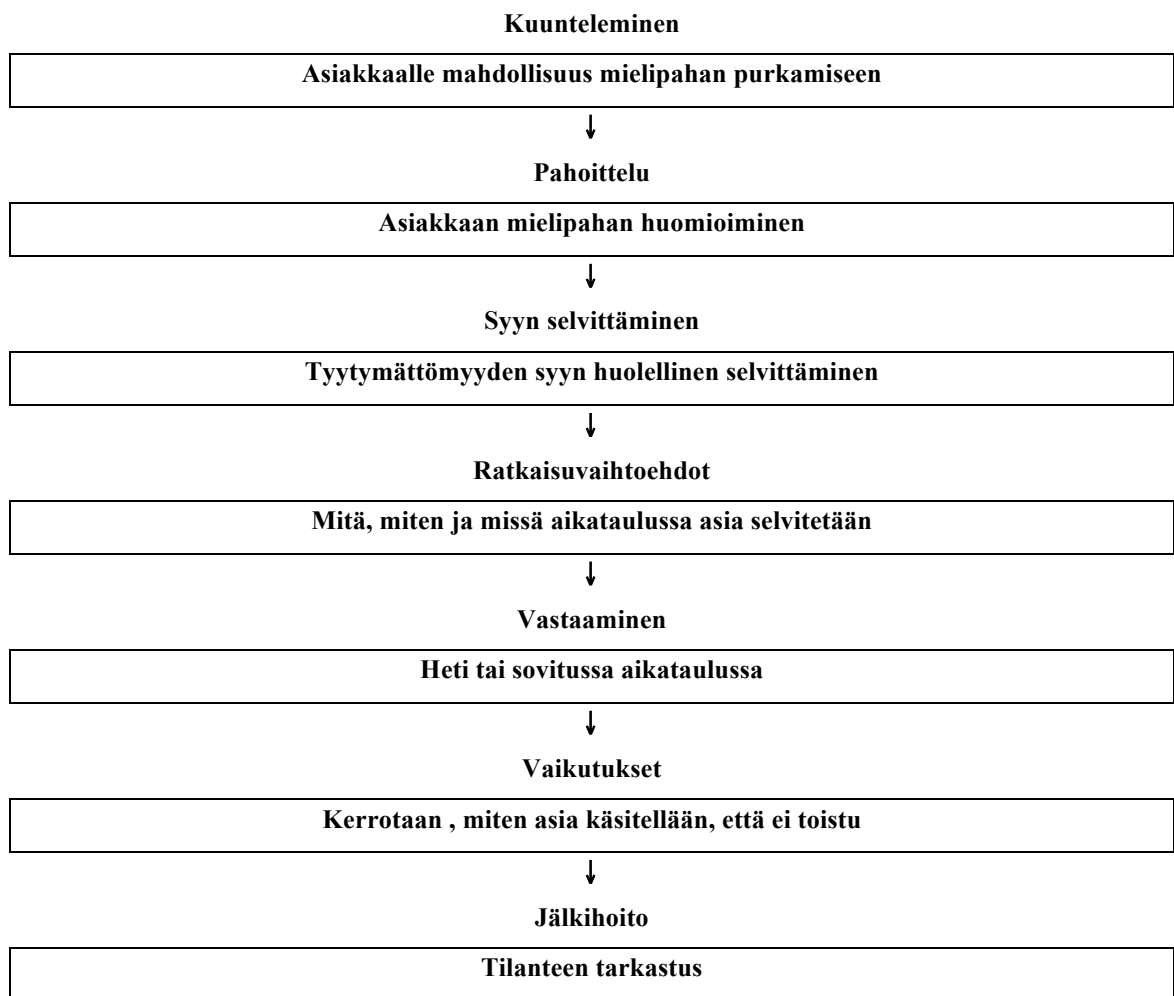 Kuunteleminen
Asiakkaalle mahdollisuus mielipahan purkamiseen
Pahoittelu
Asiakkaan mielipahan huomioiminen
Syyn selvittäminen
Tyytymättömyyden syyn huolellinen selvittäminen
Ratkaisuvaihtoehdot
Mitä, miten ja missä aikataulussa asia selvitetään
Vastaaminen
Heti tai sovitussa aikataulussa
Vaikutukset
Kerrotaan , miten asia käsitellään, että ei toistu
Jälkihoito
Tilanteen tarkastus